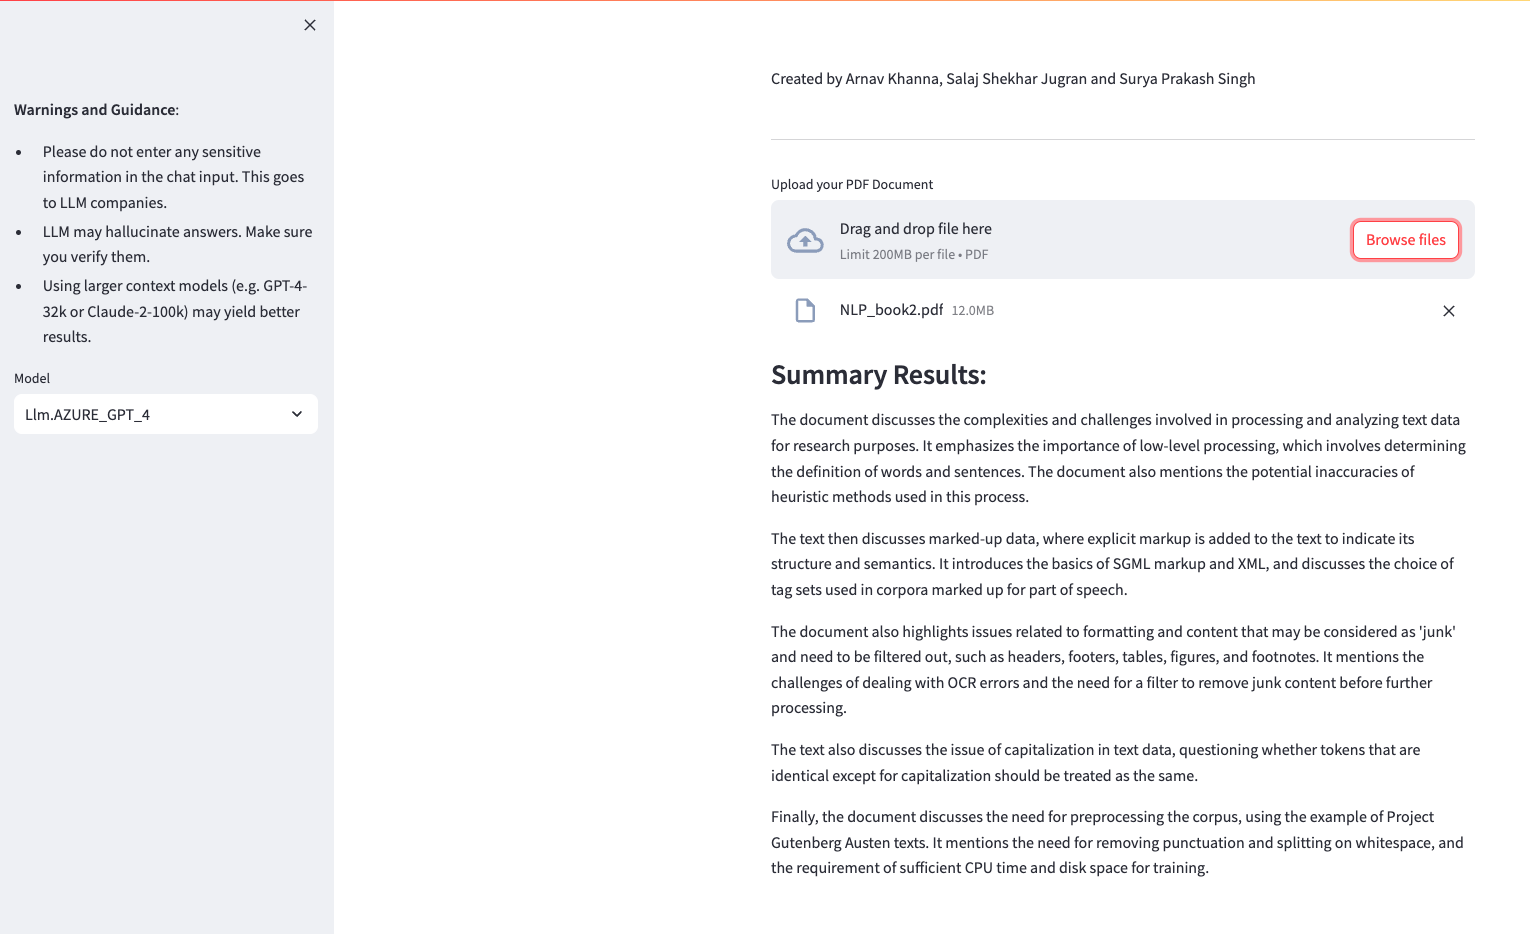 Warnings and Guidance:
• Please do not enter any sensitive
information in the chat input. This goes
to LLM companies.
• LLM may hallucinate answers. Make sure
you verify them.
• Using larger context models (e.g. GPT-4-
32k or Claude-2-100k) may yield better
results.
Model
Llm.AZURE_GPT_4
Created by Arnav Khanna, Salaj Shekhar Jugran and Surya Prakash Singh
Upload your PDF Document
Drag and drop file here
Limit 200MB per file • PDF
Browse files
NLP_book2.pdf 12.0MB
Summary Results:
The document discusses the complexities and challenges involved in processing and analyzing text data
for research purposes. It emphasizes the importance of low-level processing, which involves determining
the definition of words and sentences. The document also mentions the potential inaccuracies of
heuristic methods used in this process.
The text then discusses marked-up data, where explicit markup is added to the text to indicate its
structure and semantics. It introduces the basics of SGML markup and XML, and discusses the choice of
tag sets used in corpora marked up for part of speech.
The document also highlights issues related to formatting and content that may be considered as 'junk'
and need to be filtered out, such as headers, footers, tables, figures, and footnotes. It mentions the
challenges of dealing with OCR errors and the need for a filter to remove junk content before further
processing.
The text also discusses the issue of capitalization in text data, questioning whether tokens that are
identical except for capitalization should be treated as the same.
Finally, the document discusses the need for preprocessing the corpus, using the example of Project
Gutenberg Austen texts. It mentions the need for removing punctuation and splitting on whitespace, and
the requirement of sufficient CPU time and disk space for training.